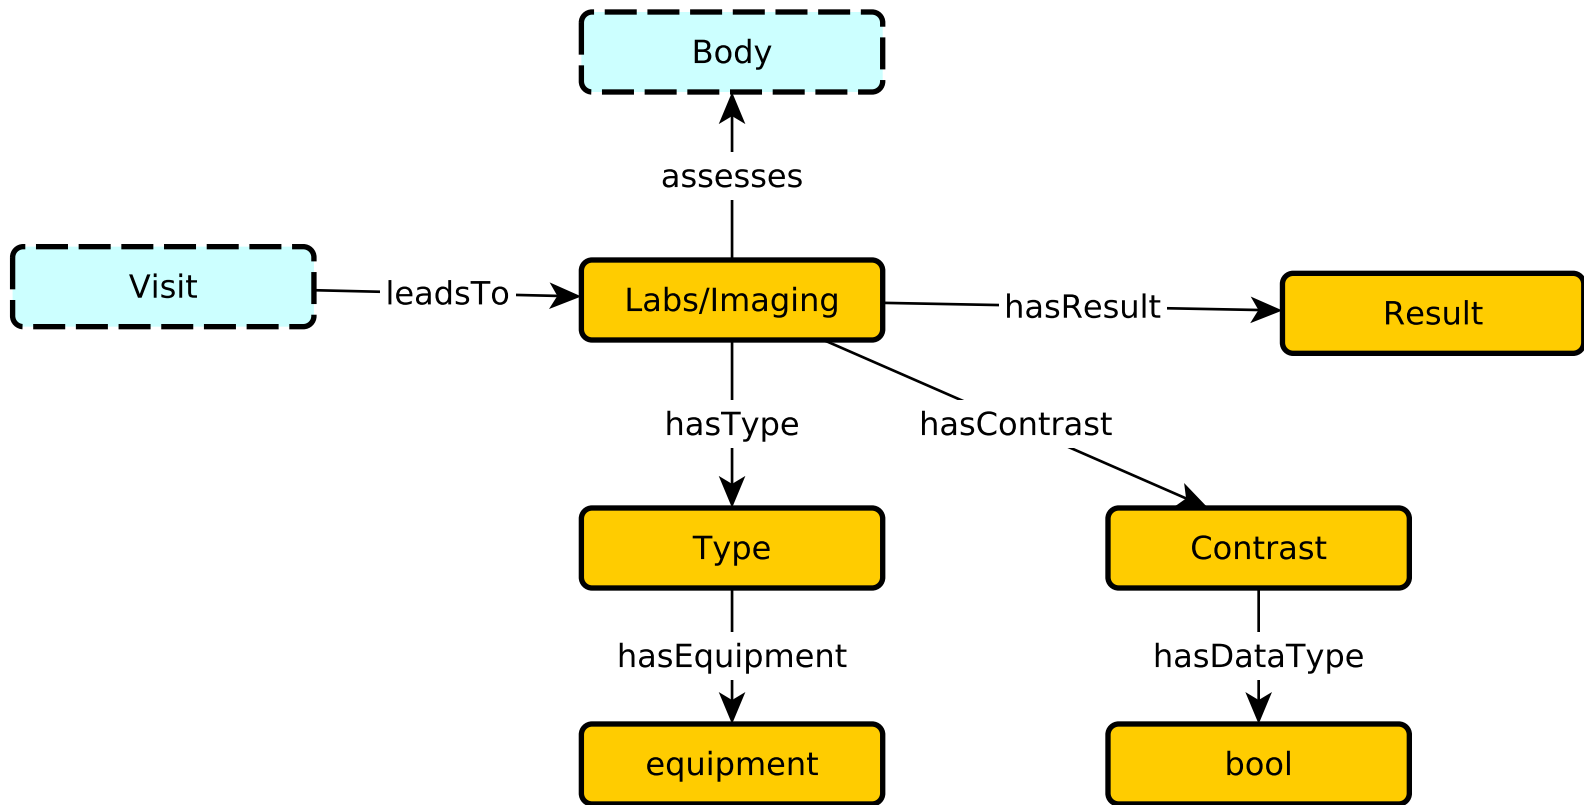 Body
assesses
Visit
leadsTo
Labs/Imaging
hasResult
Result
hasType
hasContrast
Type
Contrast
hasEquipment
hasDataType
equipment
bool